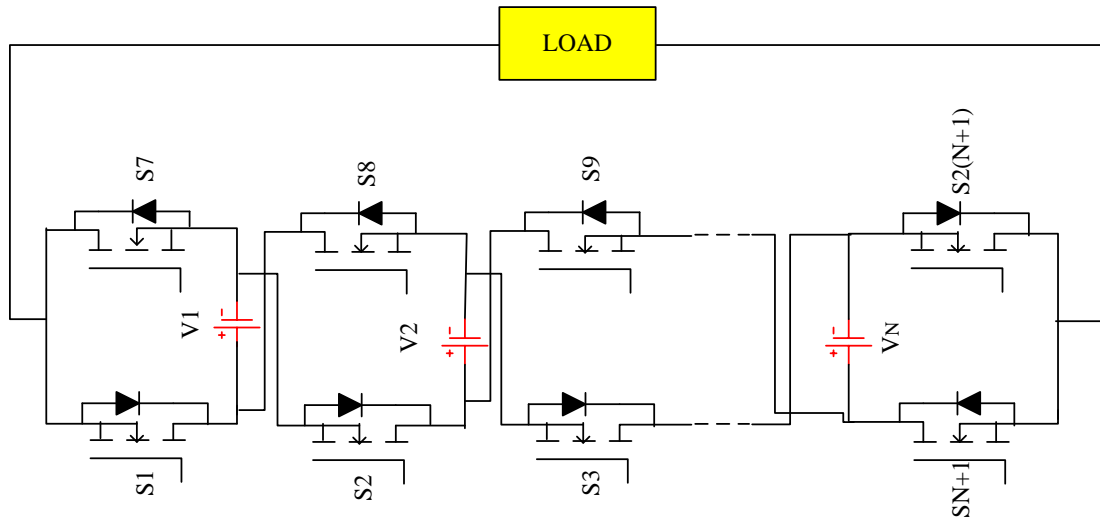 LOAD
S7
S8
S9
S2(N+1)
V1
V2
VN
- 
+
-
+
-
+
S1
S2
S3
SN+1